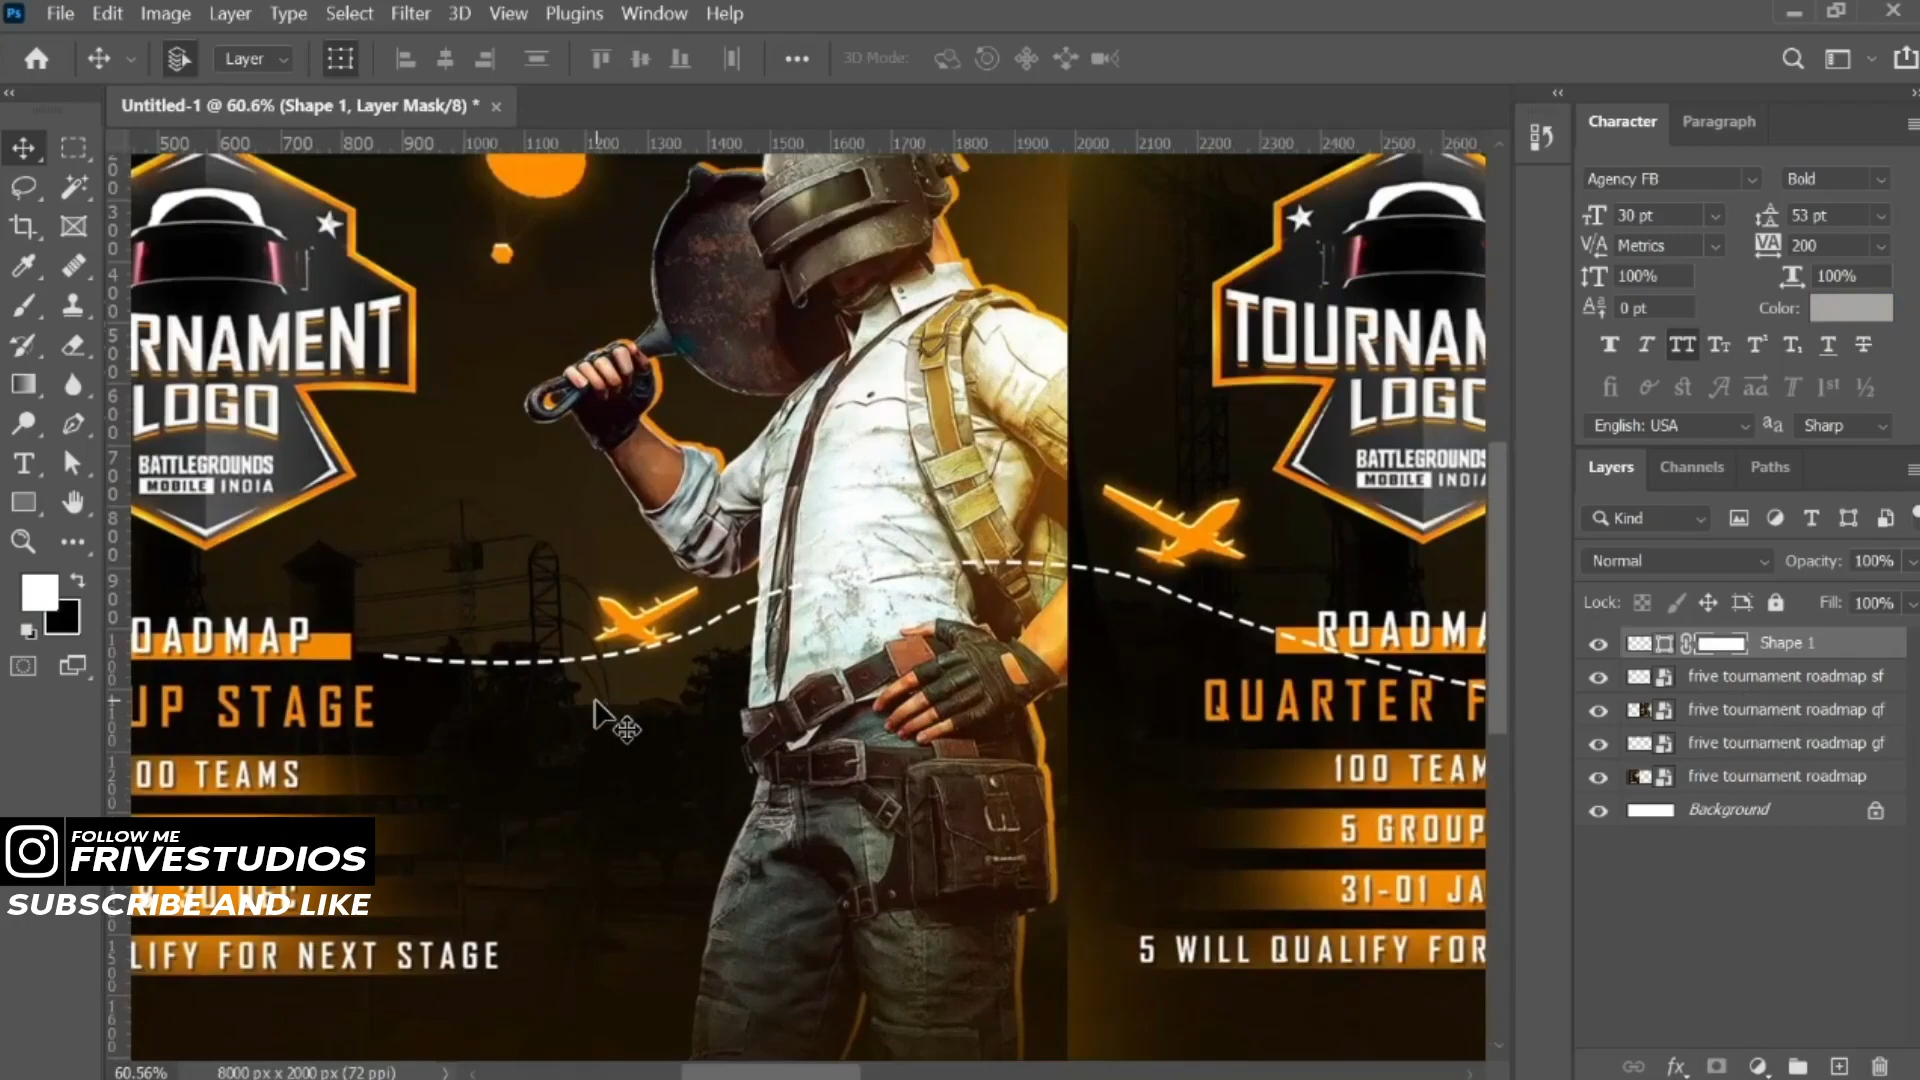 Ps File Edit Image Layer Type Select Filter 3D View Plugins Window Help
Layer 3D Mode:
Untitled-1 @ 60.6% (Shape 1, Layer Mask/8) *
500 600 700 800 900 1000 1100 1200 1300 1400 1500 1600 1700 1800 1900 2000 2100 2200 2300 2400 2500 2600
RNAMENT
LOGO
BATTLEGROUNDS
MOBILE INDIA
OADMAP
UP STAGE
00 TEAMS
LIFY FOR NEXT STAGE
TOURNAM
LOGO
BATTLEGROUNDS
MOBILE INDIA
ROADMA
QUARTER F
100 TEAM
5 GROUP
31-01 JA
5 WILL QUALIFY FOR
FOLLOW ME
FRIVESTUDIOS
SUBSCRIBE AND LIKE
60.56% 8000 px x 2000 px (72 ppi)
Character Paragraph
Agency FB Bold
30 pt 53 pt
Metrics 200
100% 100%
0 pt Color:
English: USA Sharp
Layers Channels Paths
Kind
Normal Opacity: 100%
Lock: Fill: 100%
Shape 1
frive tournament roadmap sf
frive tournament roadmap qf
frive tournament roadmap gf
frive tournament roadmap
Background